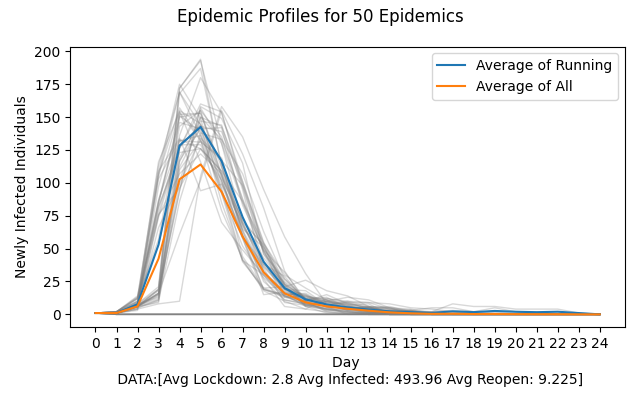 Epidemic Profiles for 50 Epidemics
200
175
150
125
100
75
50
25
0
Newly Infected Individuals
Average of Running
Average of All
0 1 2 3 4 5 6 7 8 9 10 11 12 13 14 15 16 17 18 19 20 21 22 23 24
Day
DATA:[Avg Lockdown: 2.8 Avg Infected: 493.96 Avg Reopen: 9.225]